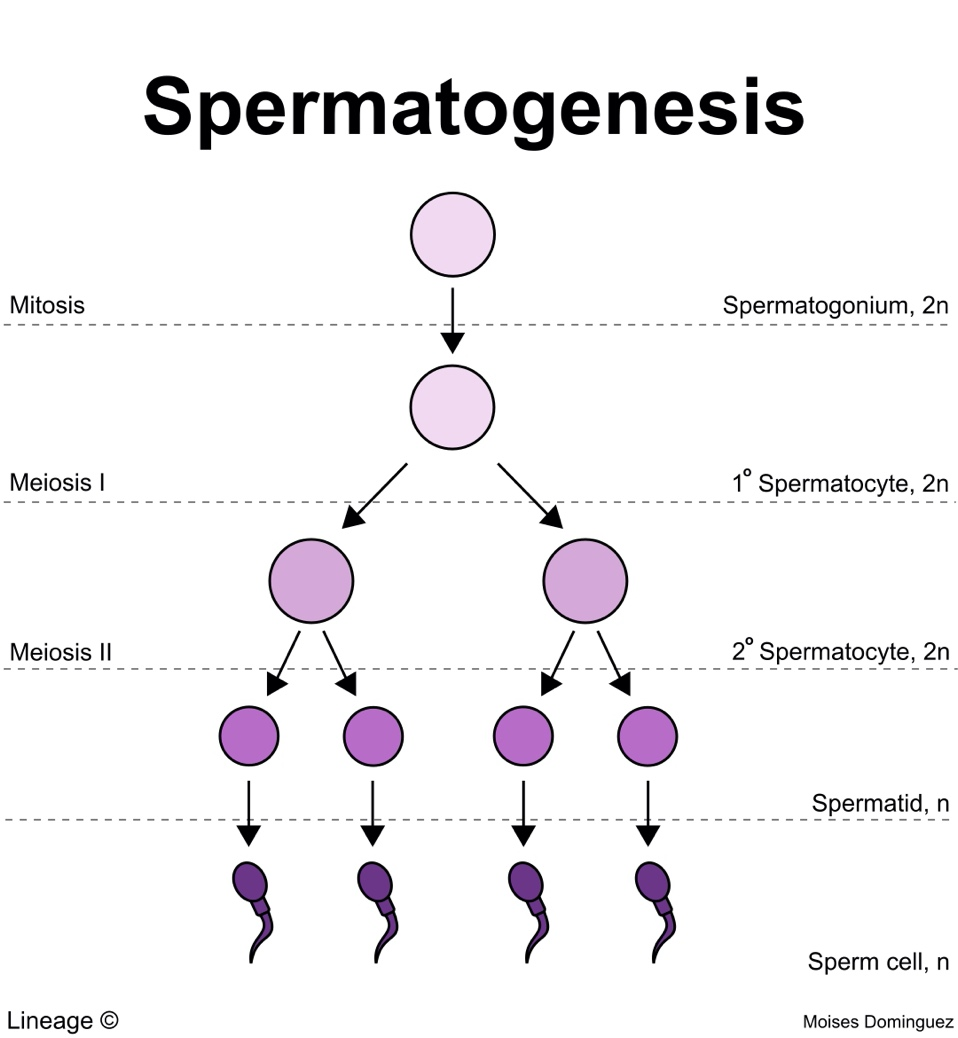 Spermatogenesis
Mitosis
Spermatogonium, 2n
Meiosis I
1° Spermatocyte, 2n
Meiosis II
2° Spermatocyte, 2n
Spermatid, n
Sperm cell, n
Lineage ©
Moises Dominguez